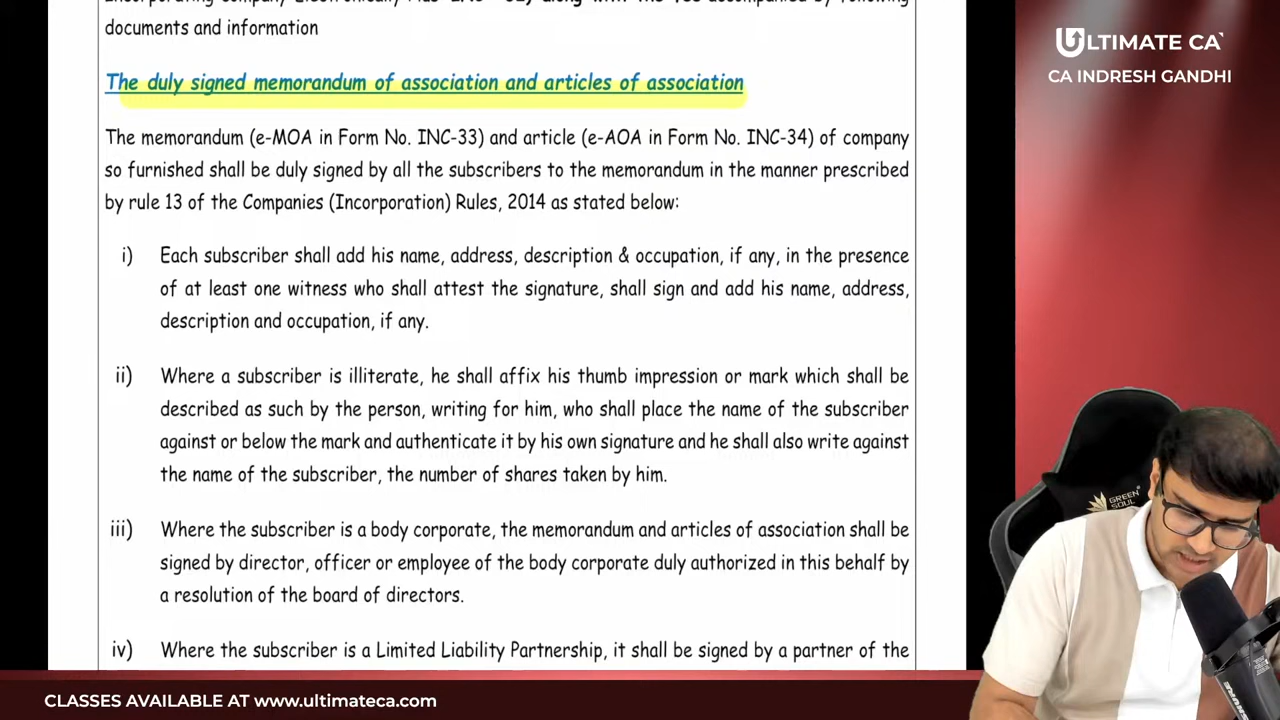 documents and information
The duly signed memorandum of association and articles of association
The memorandum (e-MOA in Form No. INC-33) and article (e-AOA in Form No. INC-34) of company
so furnished shall be duly signed by all the subscribers to the memorandum in the manner prescribed
by rule 13 of the Companies (Incorporation) Rules, 2014 as stated below:
i) Each subscriber shall add his name, address, description & occupation, if any, in the presence
of at least one witness who shall attest the signature, shall sign and add his name, address,
description and occupation, if any.
ii) Where a subscriber is illiterate, he shall affix his thumb impression or mark which shall be
described as such by the person, writing for him, who shall place the name of the subscriber
against or below the mark and authenticate it by his own signature and he shall also write against
the name of the subscriber, the number of shares taken by him.
iii) Where the subscriber is a body corporate, the memorandum and articles of association shall be
signed by director, officer or employee of the body corporate duly authorized in this behalf by
a resolution of the board of directors.
iv) Where the subscriber is a Limited Liability Partnership, it shall be signed by a partner of the
ULTIMATE CA
CA INDRESH GANDHI
GREEN
SOUL
SHURE
CLASSES AVAILABLE AT www.ultimateca.com